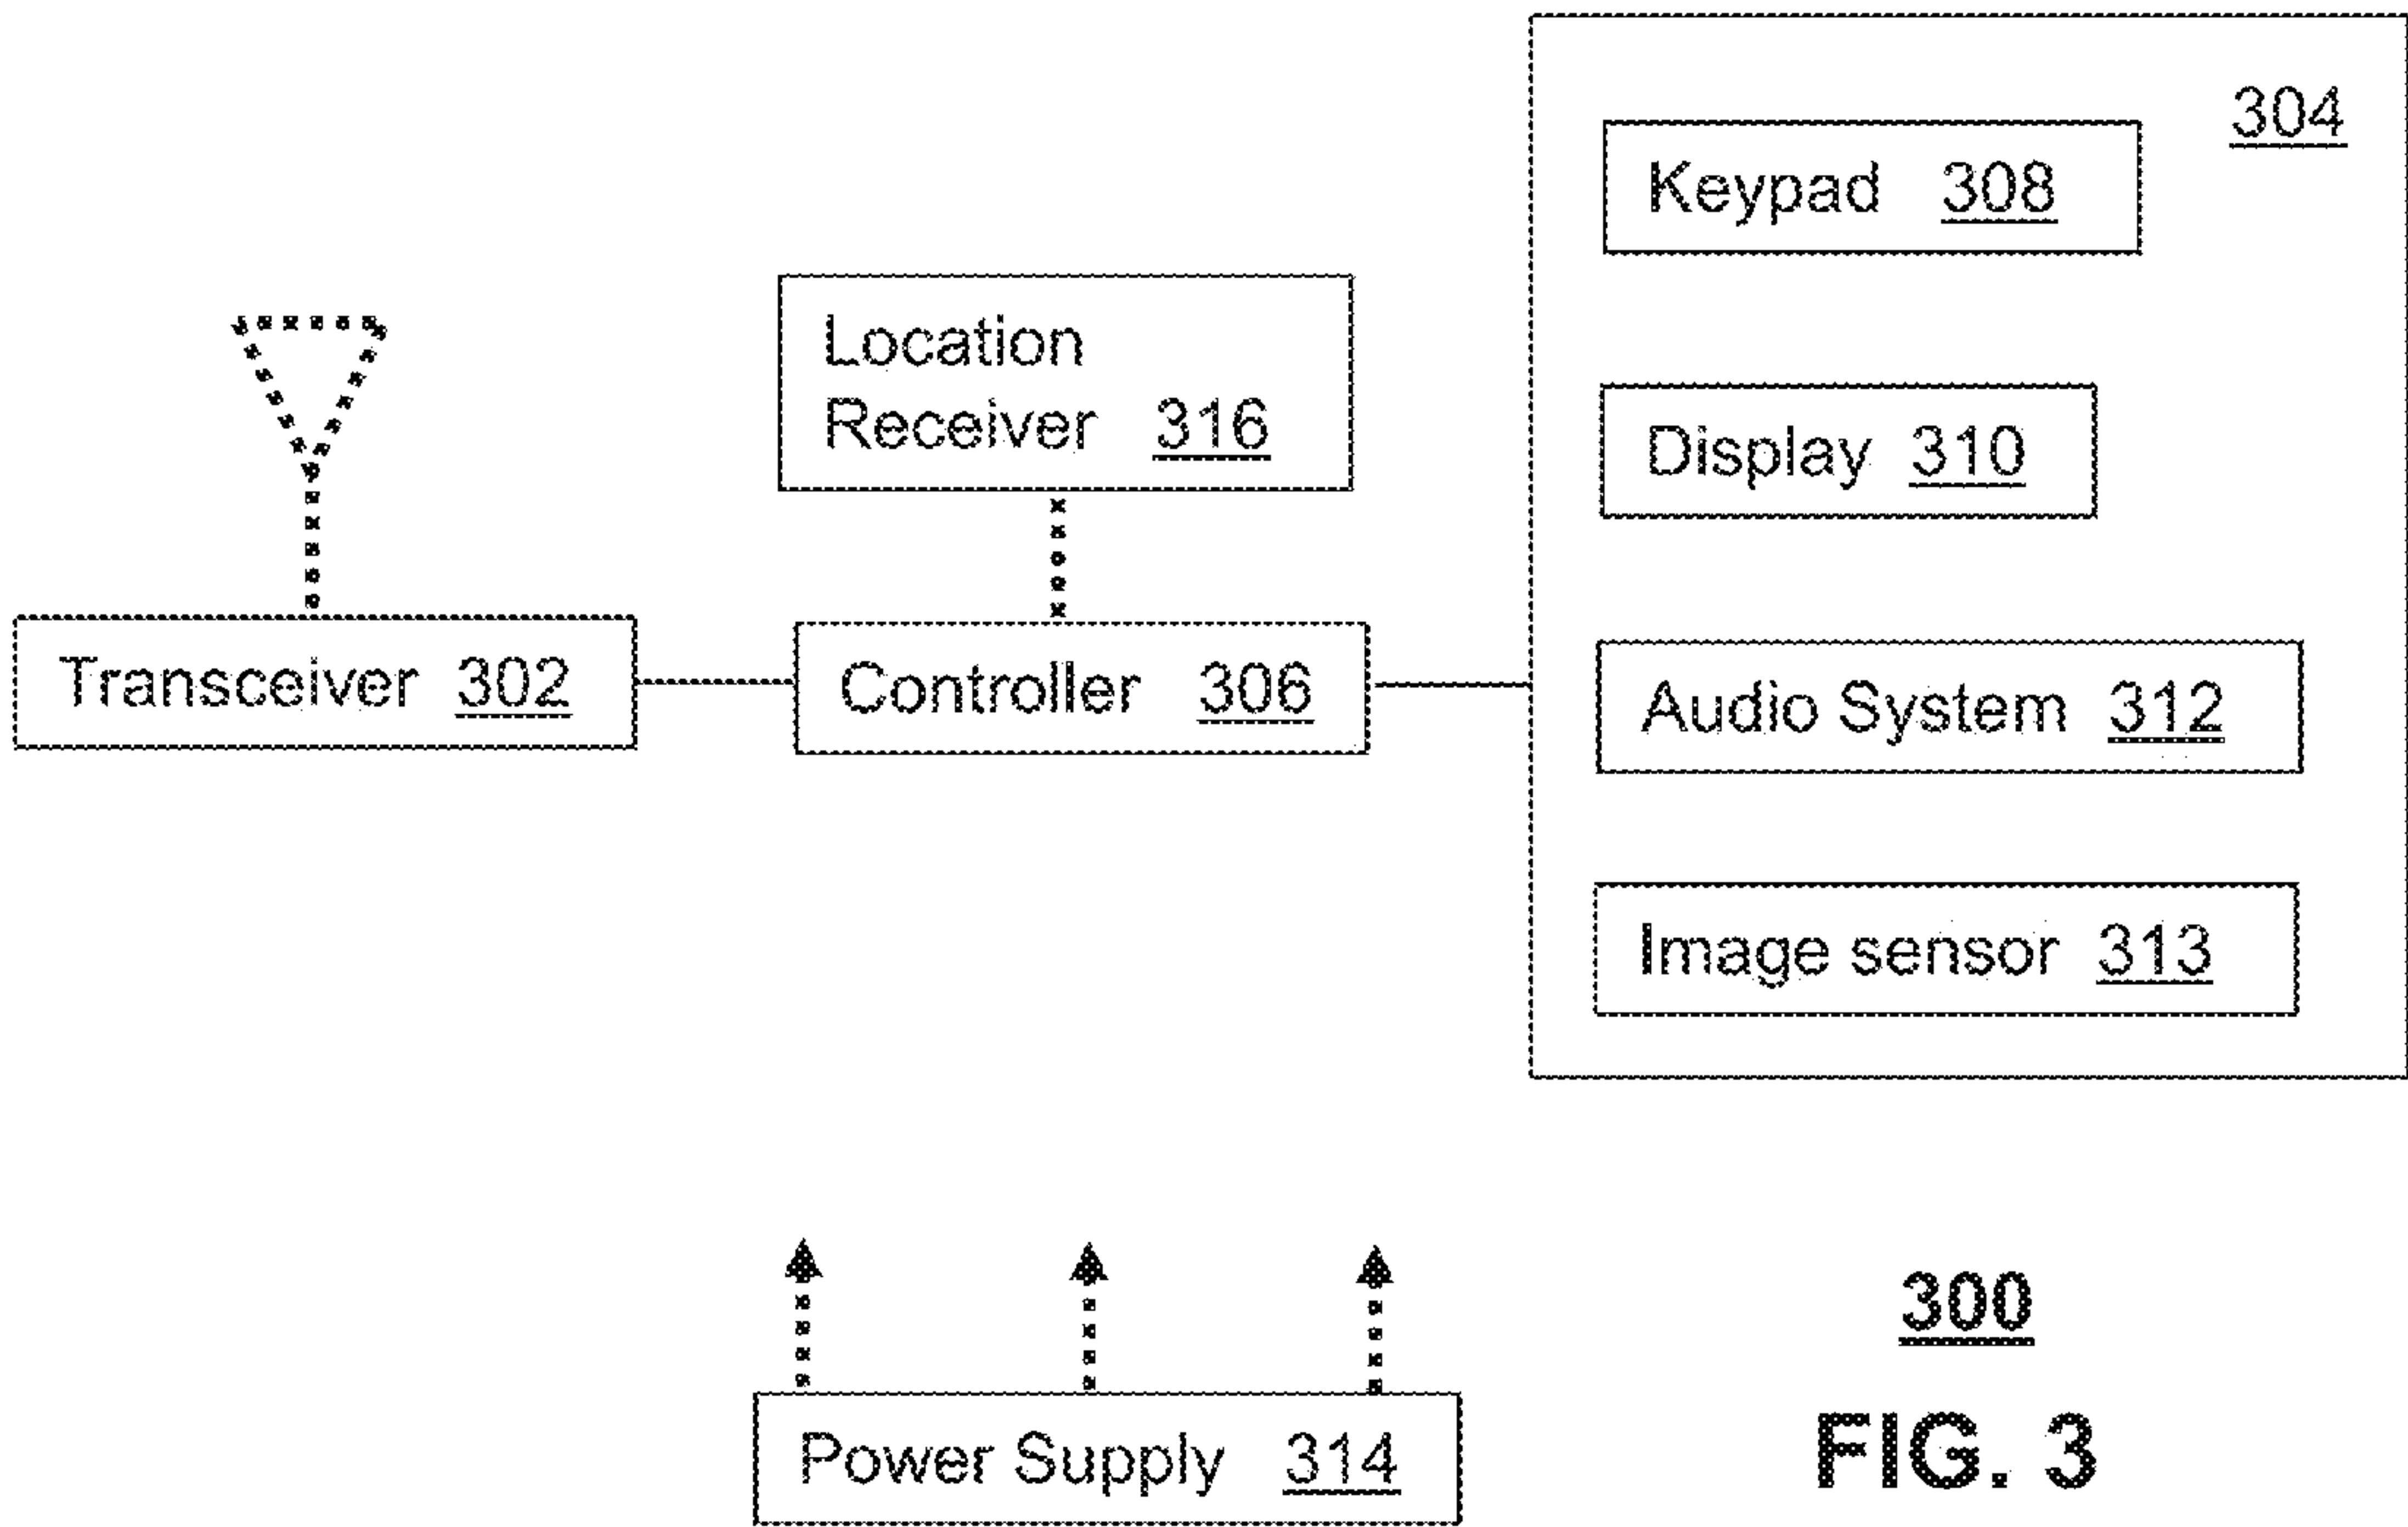 304
Keypad 308
Location
Receiver 316
Display 310
Transceiver 302
Controller 306
Audio System 312
Image sensor 313
300
Power Supply 314
FIG. 3